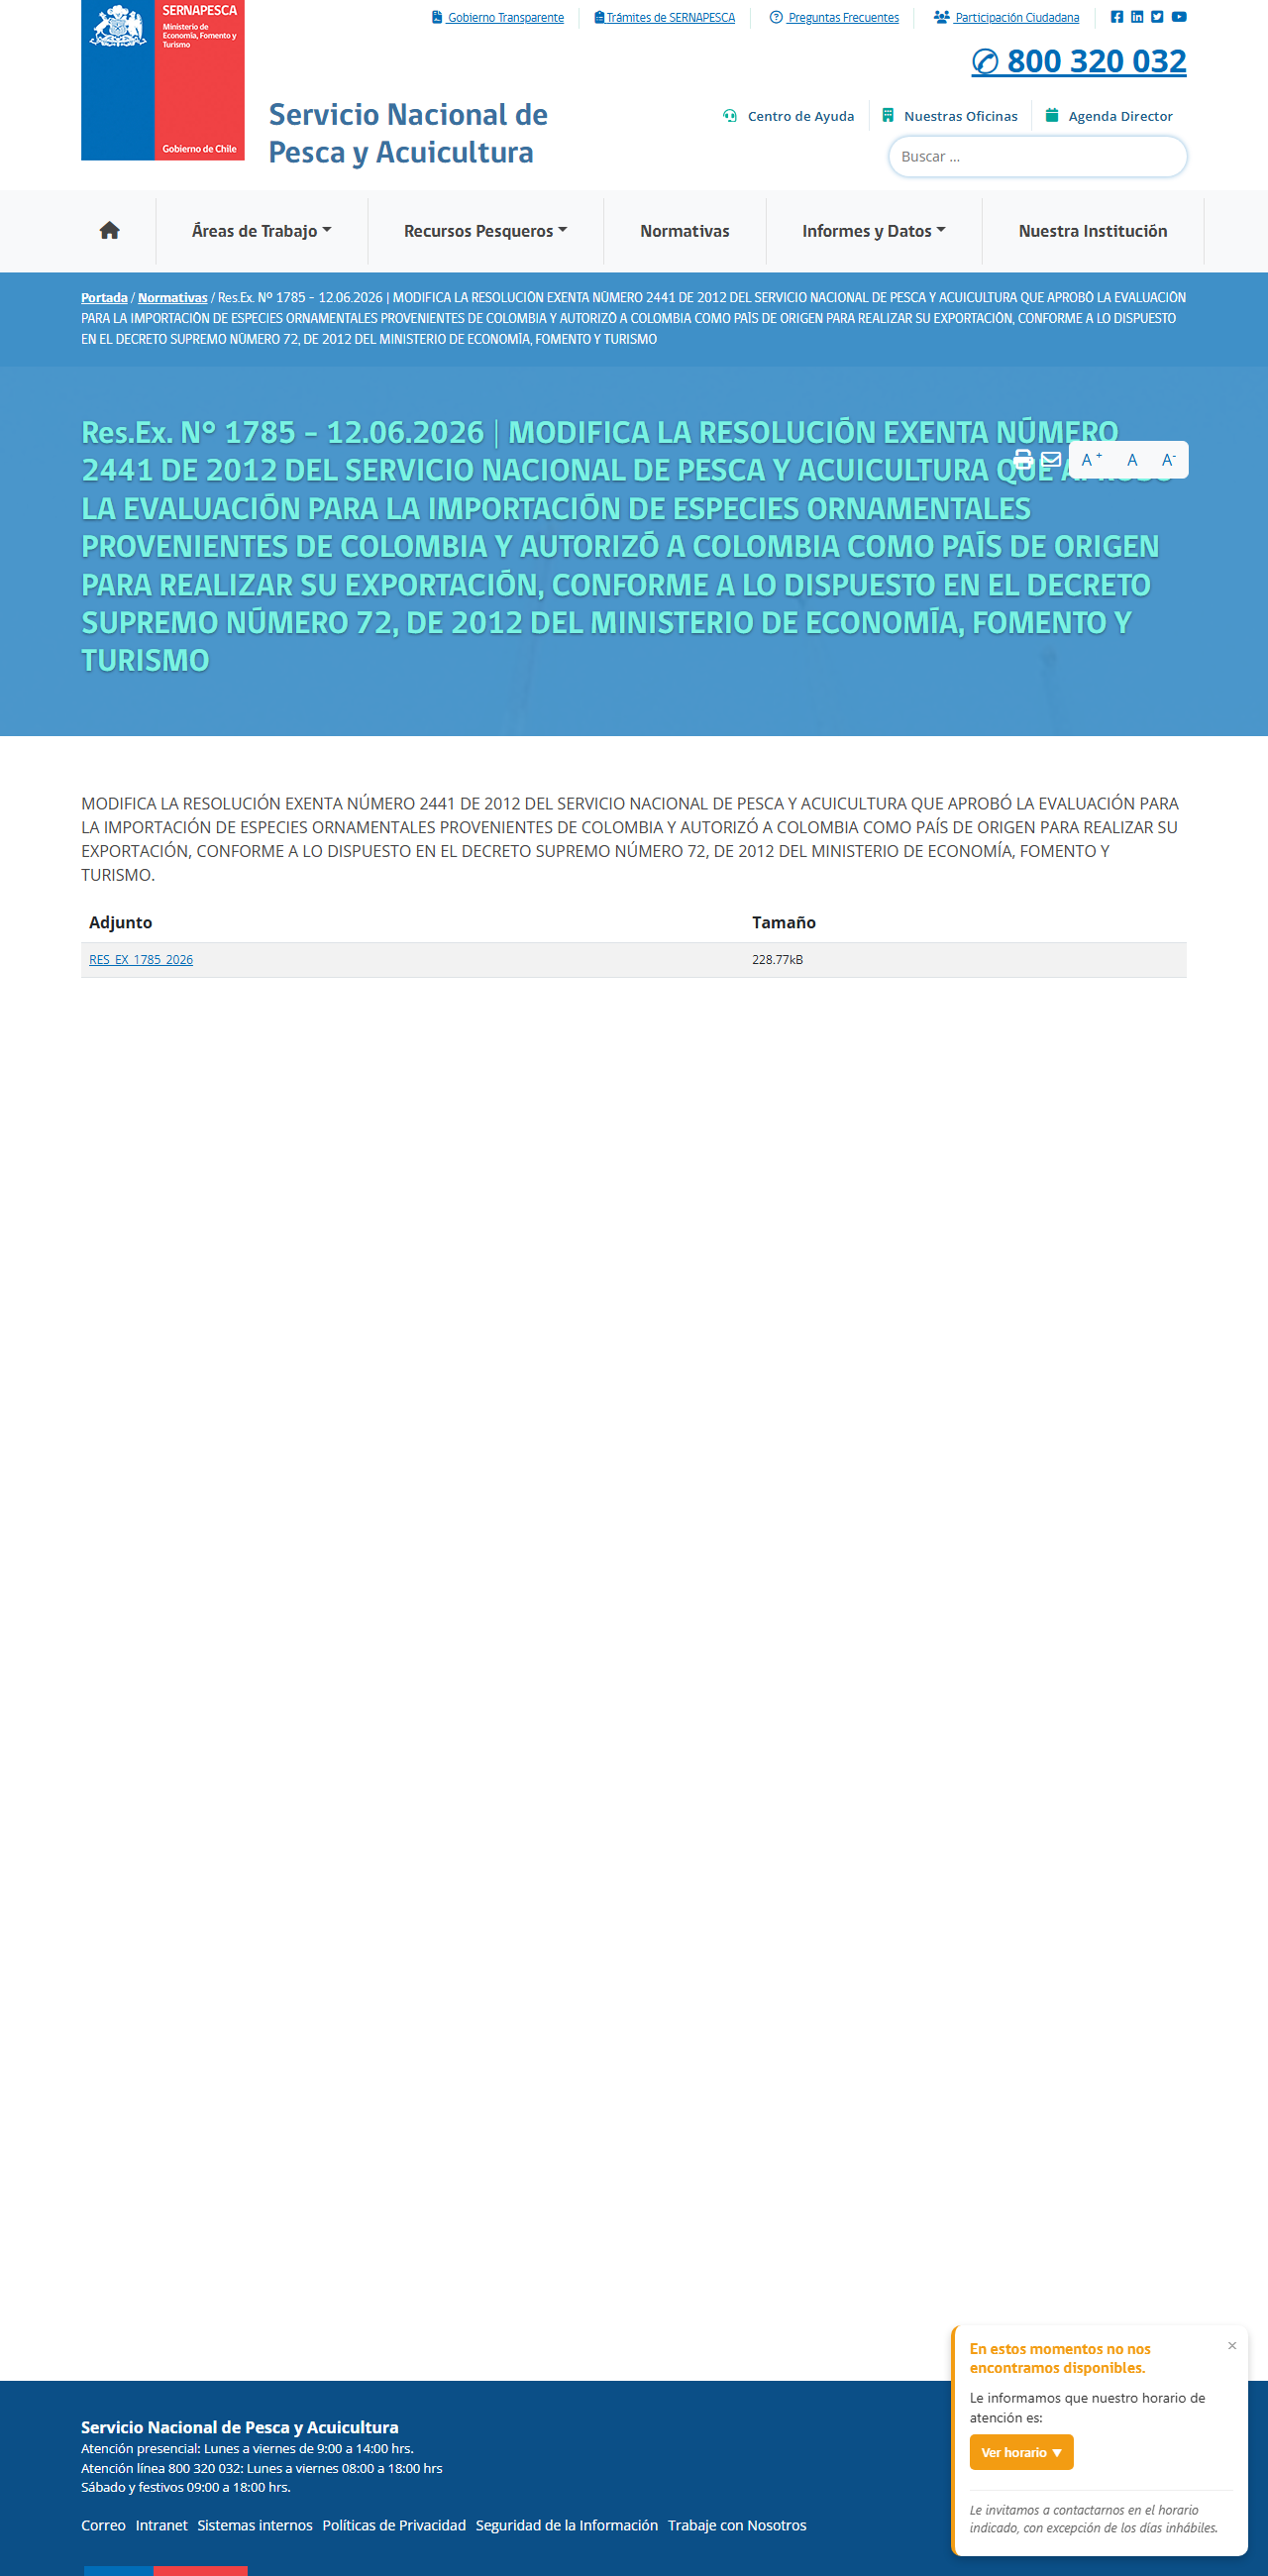 SERNAPESCA
Ministerio de
Economía, Fomento y
Turismo
Gobierno de Chile
Gobierno Transparente
Trámites de SERNAPESCA
Preguntas Frecuentes
Participación Ciudadana
✆ 800 320 032
Servicio Nacional de
Pesca y Acuicultura
Centro de Ayuda
Nuestras Oficinas
Agenda Director
Buscar ...
Áreas de Trabajo
Recursos Pesqueros
Normativas
Informes y Datos
Nuestra Institución
Portada / Normativas / Res.Ex. Nº 1785 - 12.06.2026 | MODIFICA LA RESOLUCIÓN EXENTA NÚMERO 2441 DE 2012 DEL SERVICIO NACIONAL DE PESCA Y ACUICULTURA QUE APROBÓ LA EVALUACIÓN
PARA LA IMPORTACIÓN DE ESPECIES ORNAMENTALES PROVENIENTES DE COLOMBIA Y AUTORIZÓ A COLOMBIA COMO PAÍS DE ORIGEN PARA REALIZAR SU EXPORTACIÓN, CONFORME A LO DISPUESTO
EN EL DECRETO SUPREMO NÚMERO 72, DE 2012 DEL MINISTERIO DE ECONOMÍA, FOMENTO Y TURISMO
Res.Ex. Nº 1785 - 12.06.2026 | MODIFICA LA RESOLUCIÓN EXENTA NÚMERO
2441 DE 2012 DEL SERVICIO NACIONAL DE PESCA Y ACUICULTURA QUE APROBÓ
A + A A-
LA EVALUACIÓN PARA LA IMPORTACIÓN DE ESPECIES ORNAMENTALES
PROVENIENTES DE COLOMBIA Y AUTORIZÓ A COLOMBIA COMO PAÍS DE ORIGEN
PARA REALIZAR SU EXPORTACIÓN, CONFORME A LO DISPUESTO EN EL DECRETO
SUPREMO NÚMERO 72, DE 2012 DEL MINISTERIO DE ECONOMÍA, FOMENTO Y
TURISMO
MODIFICA LA RESOLUCIÓN EXENTA NÚMERO 2441 DE 2012 DEL SERVICIO NACIONAL DE PESCA Y ACUICULTURA QUE APROBÓ LA EVALUACIÓN PARA
LA IMPORTACIÓN DE ESPECIES ORNAMENTALES PROVENIENTES DE COLOMBIA Y AUTORIZÓ A COLOMBIA COMO PAÍS DE ORIGEN PARA REALIZAR SU
EXPORTACIÓN, CONFORME A LO DISPUESTO EN EL DECRETO SUPREMO NÚMERO 72, DE 2012 DEL MINISTERIO DE ECONOMÍA, FOMENTO Y
TURISMO.
Adjunto Tamaño
RES_EX_1785_2026 228.77kB
En estos momentos no nos
encontramos disponibles.
×
Le informamos que nuestro horario de
atención es:
Ver horario ▼
Le invitamos a contactarnos en el horario
indicado, con excepción de los días inhábiles.
Servicio Nacional de Pesca y Acuicultura
Atención presencial: Lunes a viernes de 9:00 a 14:00 hrs.
Atención línea 800 320 032: Lunes a viernes 08:00 a 18:00 hrs
Sábado y festivos 09:00 a 18:00 hrs.
Correo Intranet Sistemas internos Políticas de Privacidad Seguridad de la Información Trabaje con Nosotros